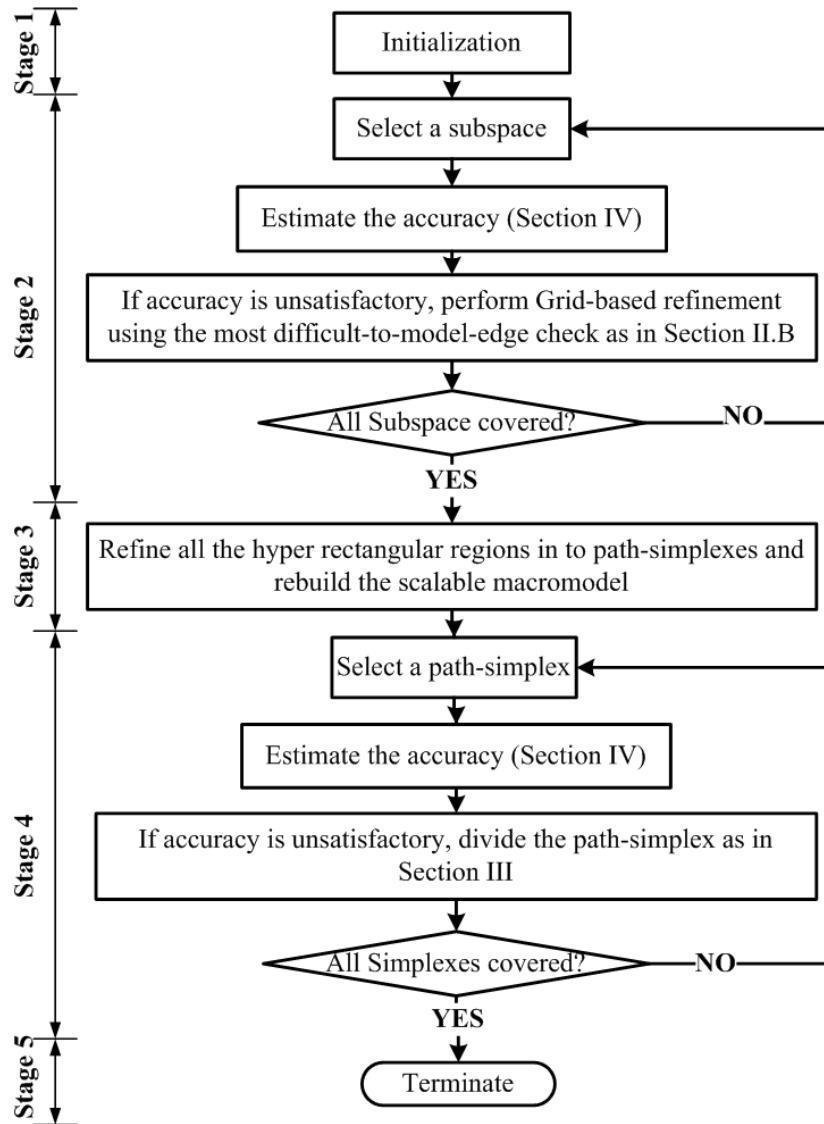 Stage 1
Initialization
Stage 2
Select a subspace
Estimate the accuracy (Section IV)
If accuracy is unsatisfactory, perform Grid-based refinement
using the most difficult-to-model-edge check as in Section II.B
All Subspace covered?
NO
YES
Stage 3
Refine all the hyper rectangular regions in to path-simplexes and
rebuild the scalable macromodel
Stage 4
Select a path-simplex
Estimate the accuracy (Section IV)
If accuracy is unsatisfactory, divide the path-simplex as in
Section III
All Simplexes covered?
NO
YES
Stage 5
Terminate